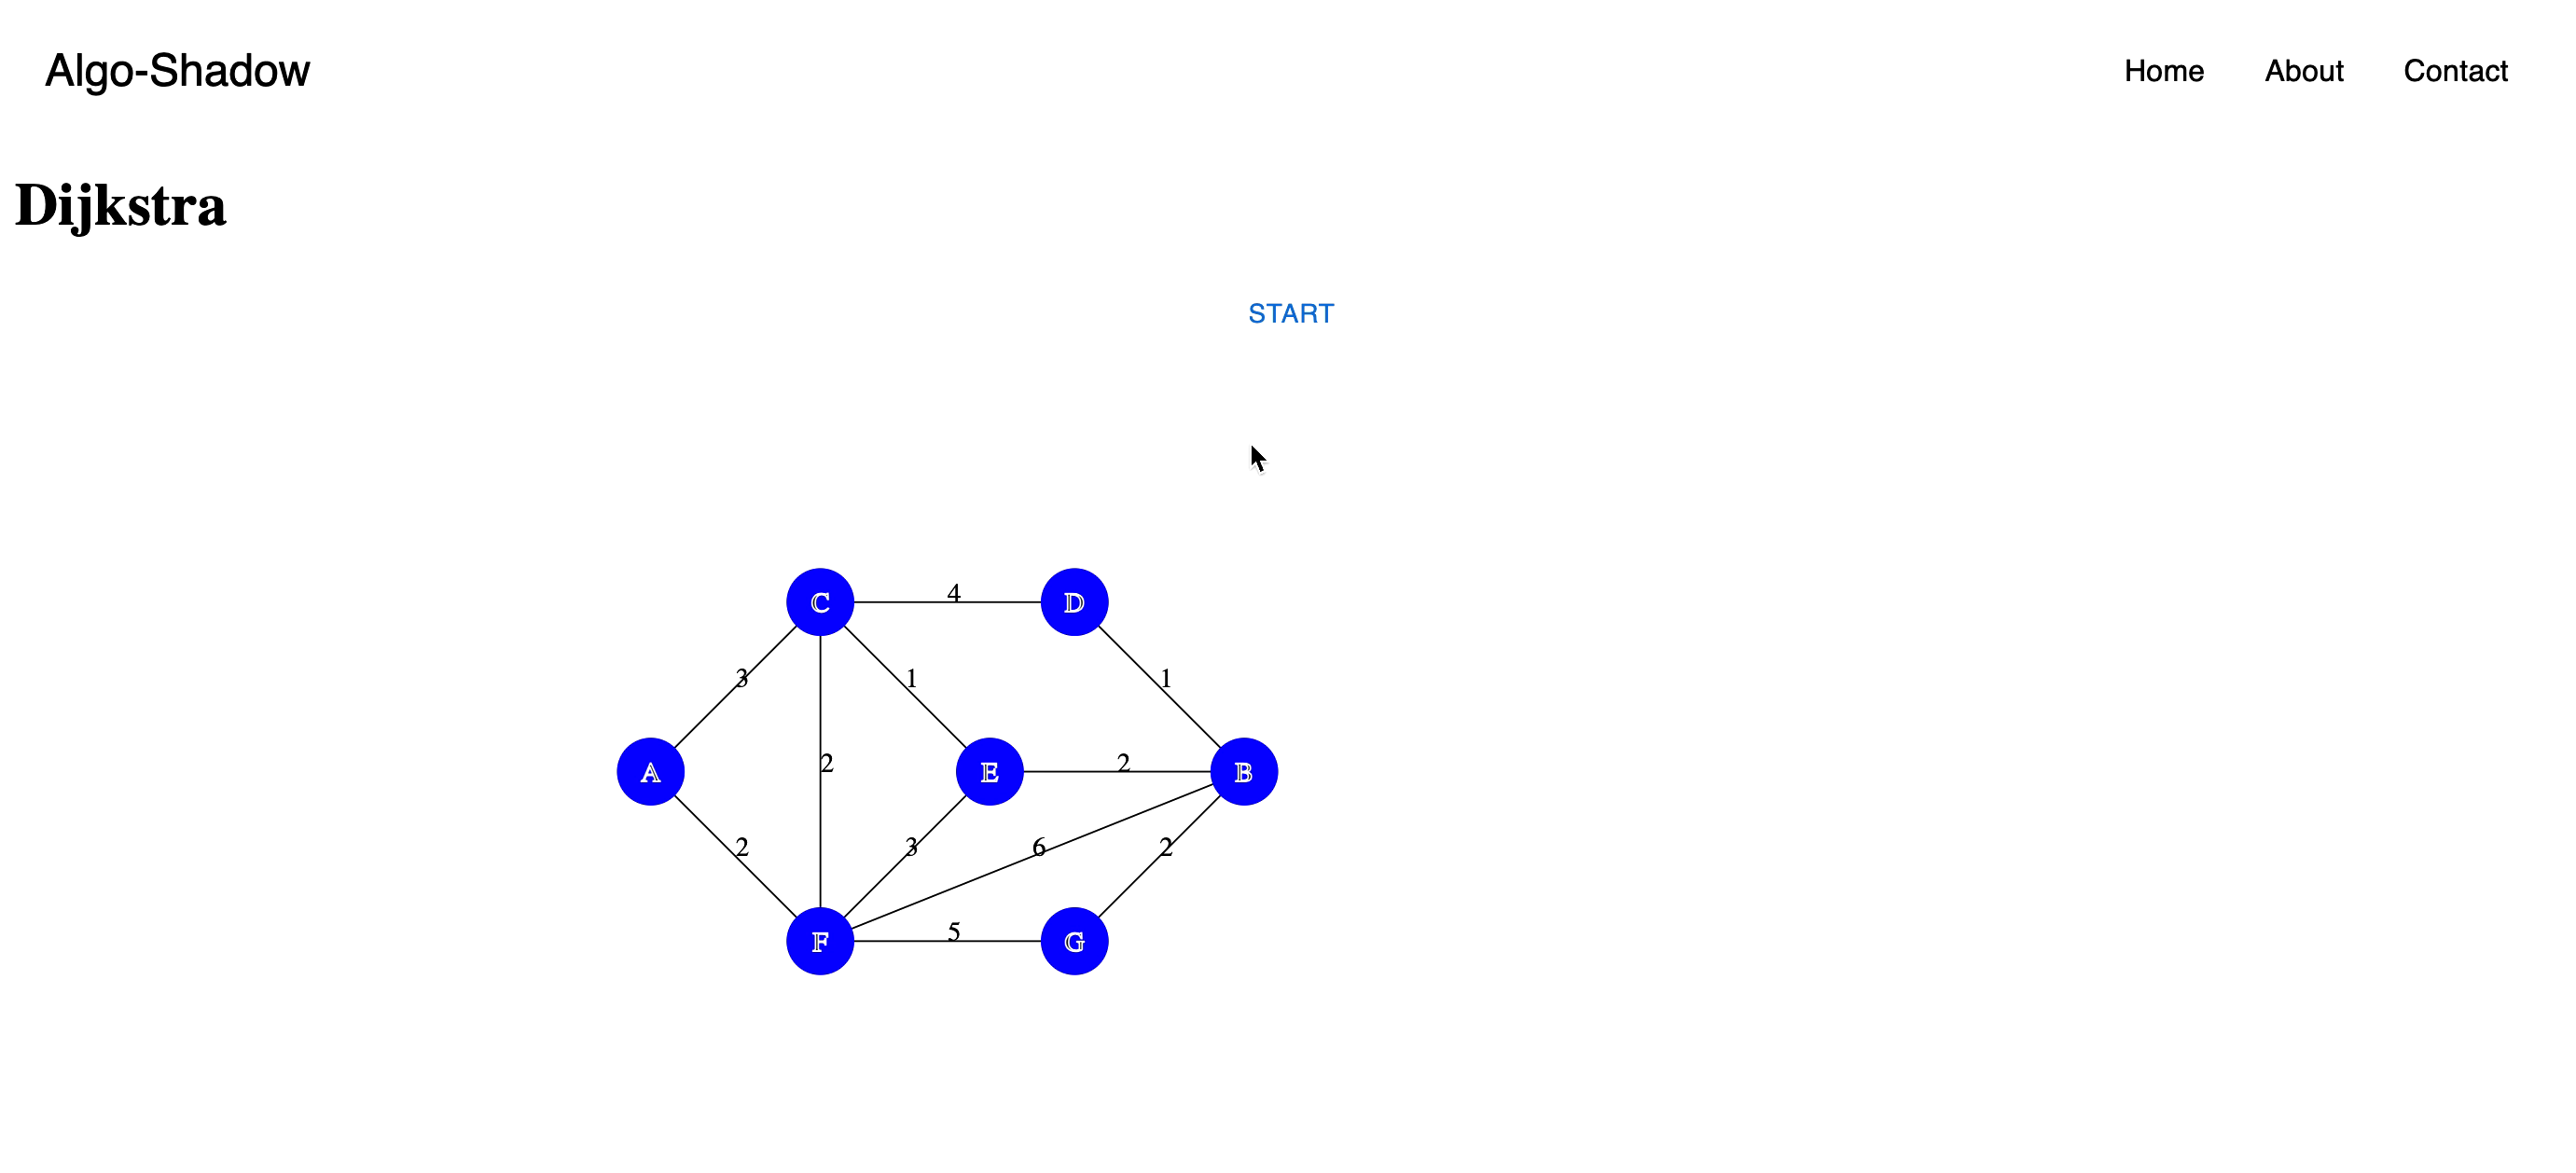 Algo-Shadow
Home About Contact
Dijkstra
START
C 4 D
3 1 1
A 2 E 2 B
2 3 6 2
F 5 G